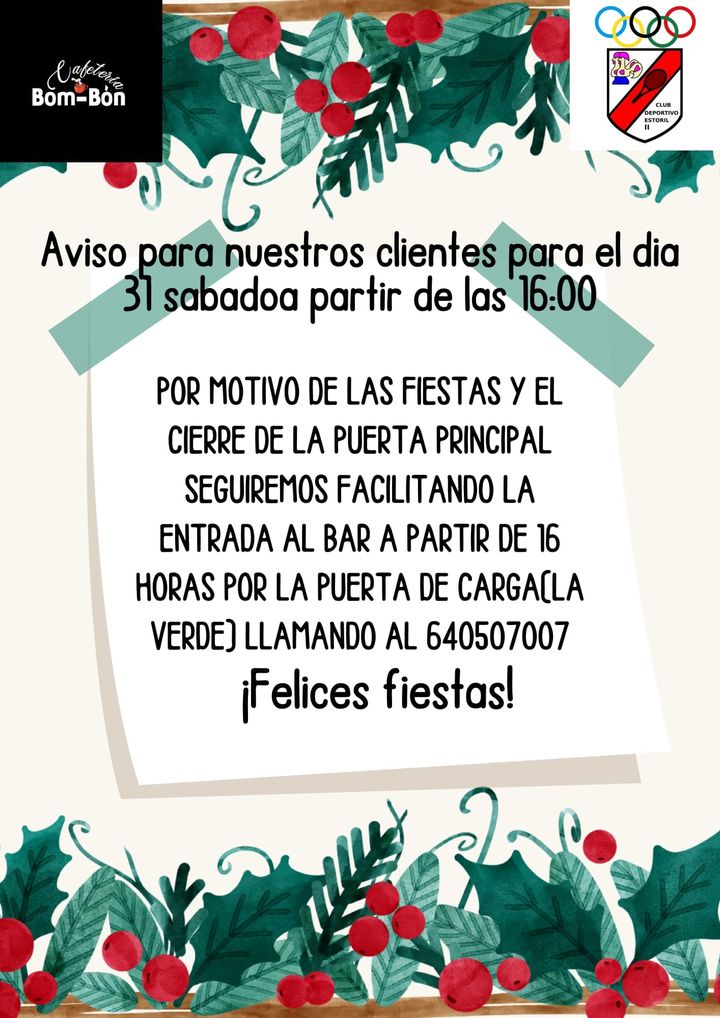 Cafetería
Bom-Bòn
CLUB
DEPORTIVO
ESTORIL
II
Aviso para nuestros clientes para el dia
31 sabadoa partir de las 16:00
POR MOTIVO DE LAS FIESTAS Y EL
CIERRE DE LA PUERTA PRINCIPAL
SEGUIREMOS FACILITANDO LA
ENTRADA AL BAR A PARTIR DE 16
HORAS POR LA PUERTA DE CARGA(LA
VERDE) LLAMANDO AL 640507007
¡Felices fiestas!